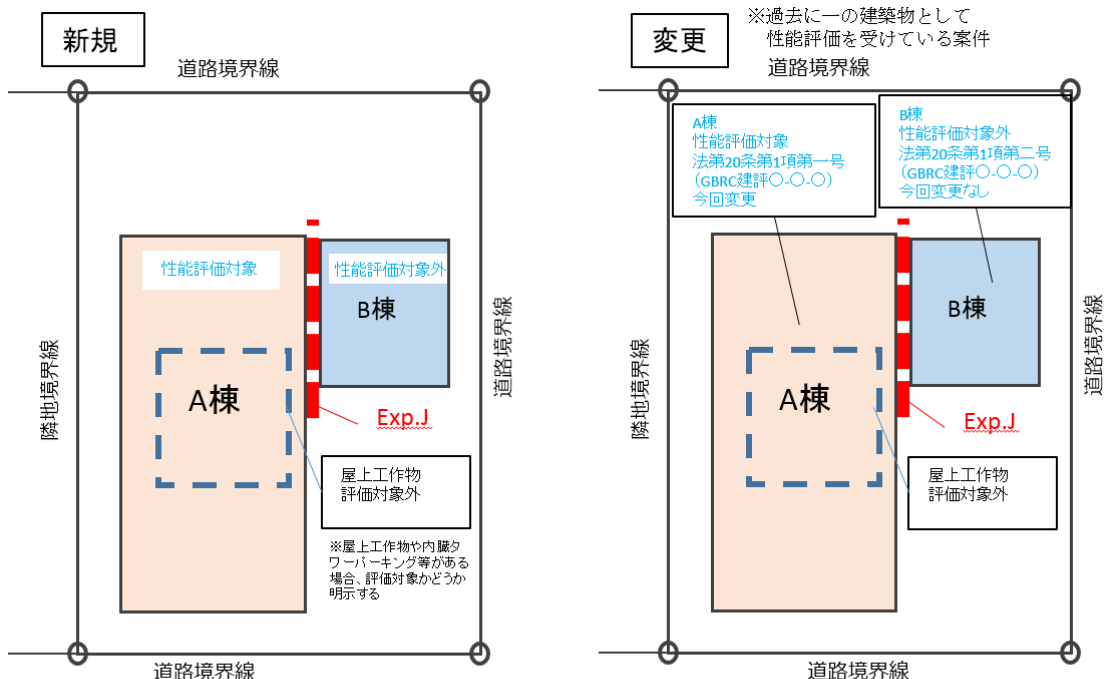 新規
道路境界線
隣地境界線
性能評価対象
性能評価対象外
B棟
A棟
Exp.J
道路境界線
屋上工作物
評価対象外
※屋上工作物や内臓タ
ワーパーキング等がある
場合、評価対象かどうか
明示する
道路境界線
変更
※過去に一の建築物として
性能評価を受けている案件
道路境界線
A棟
性能評価対象
法第20条第1項第一号
(GBRC建評〇-〇-〇)
今回変更
B棟
性能評価対象外
法第20条第1項第二号
(GBRC建評〇-〇-〇)
今回変更なし
隣地境界線
B棟
A棟
Exp.J
道路境界線
屋上工作物
評価対象外
道路境界線